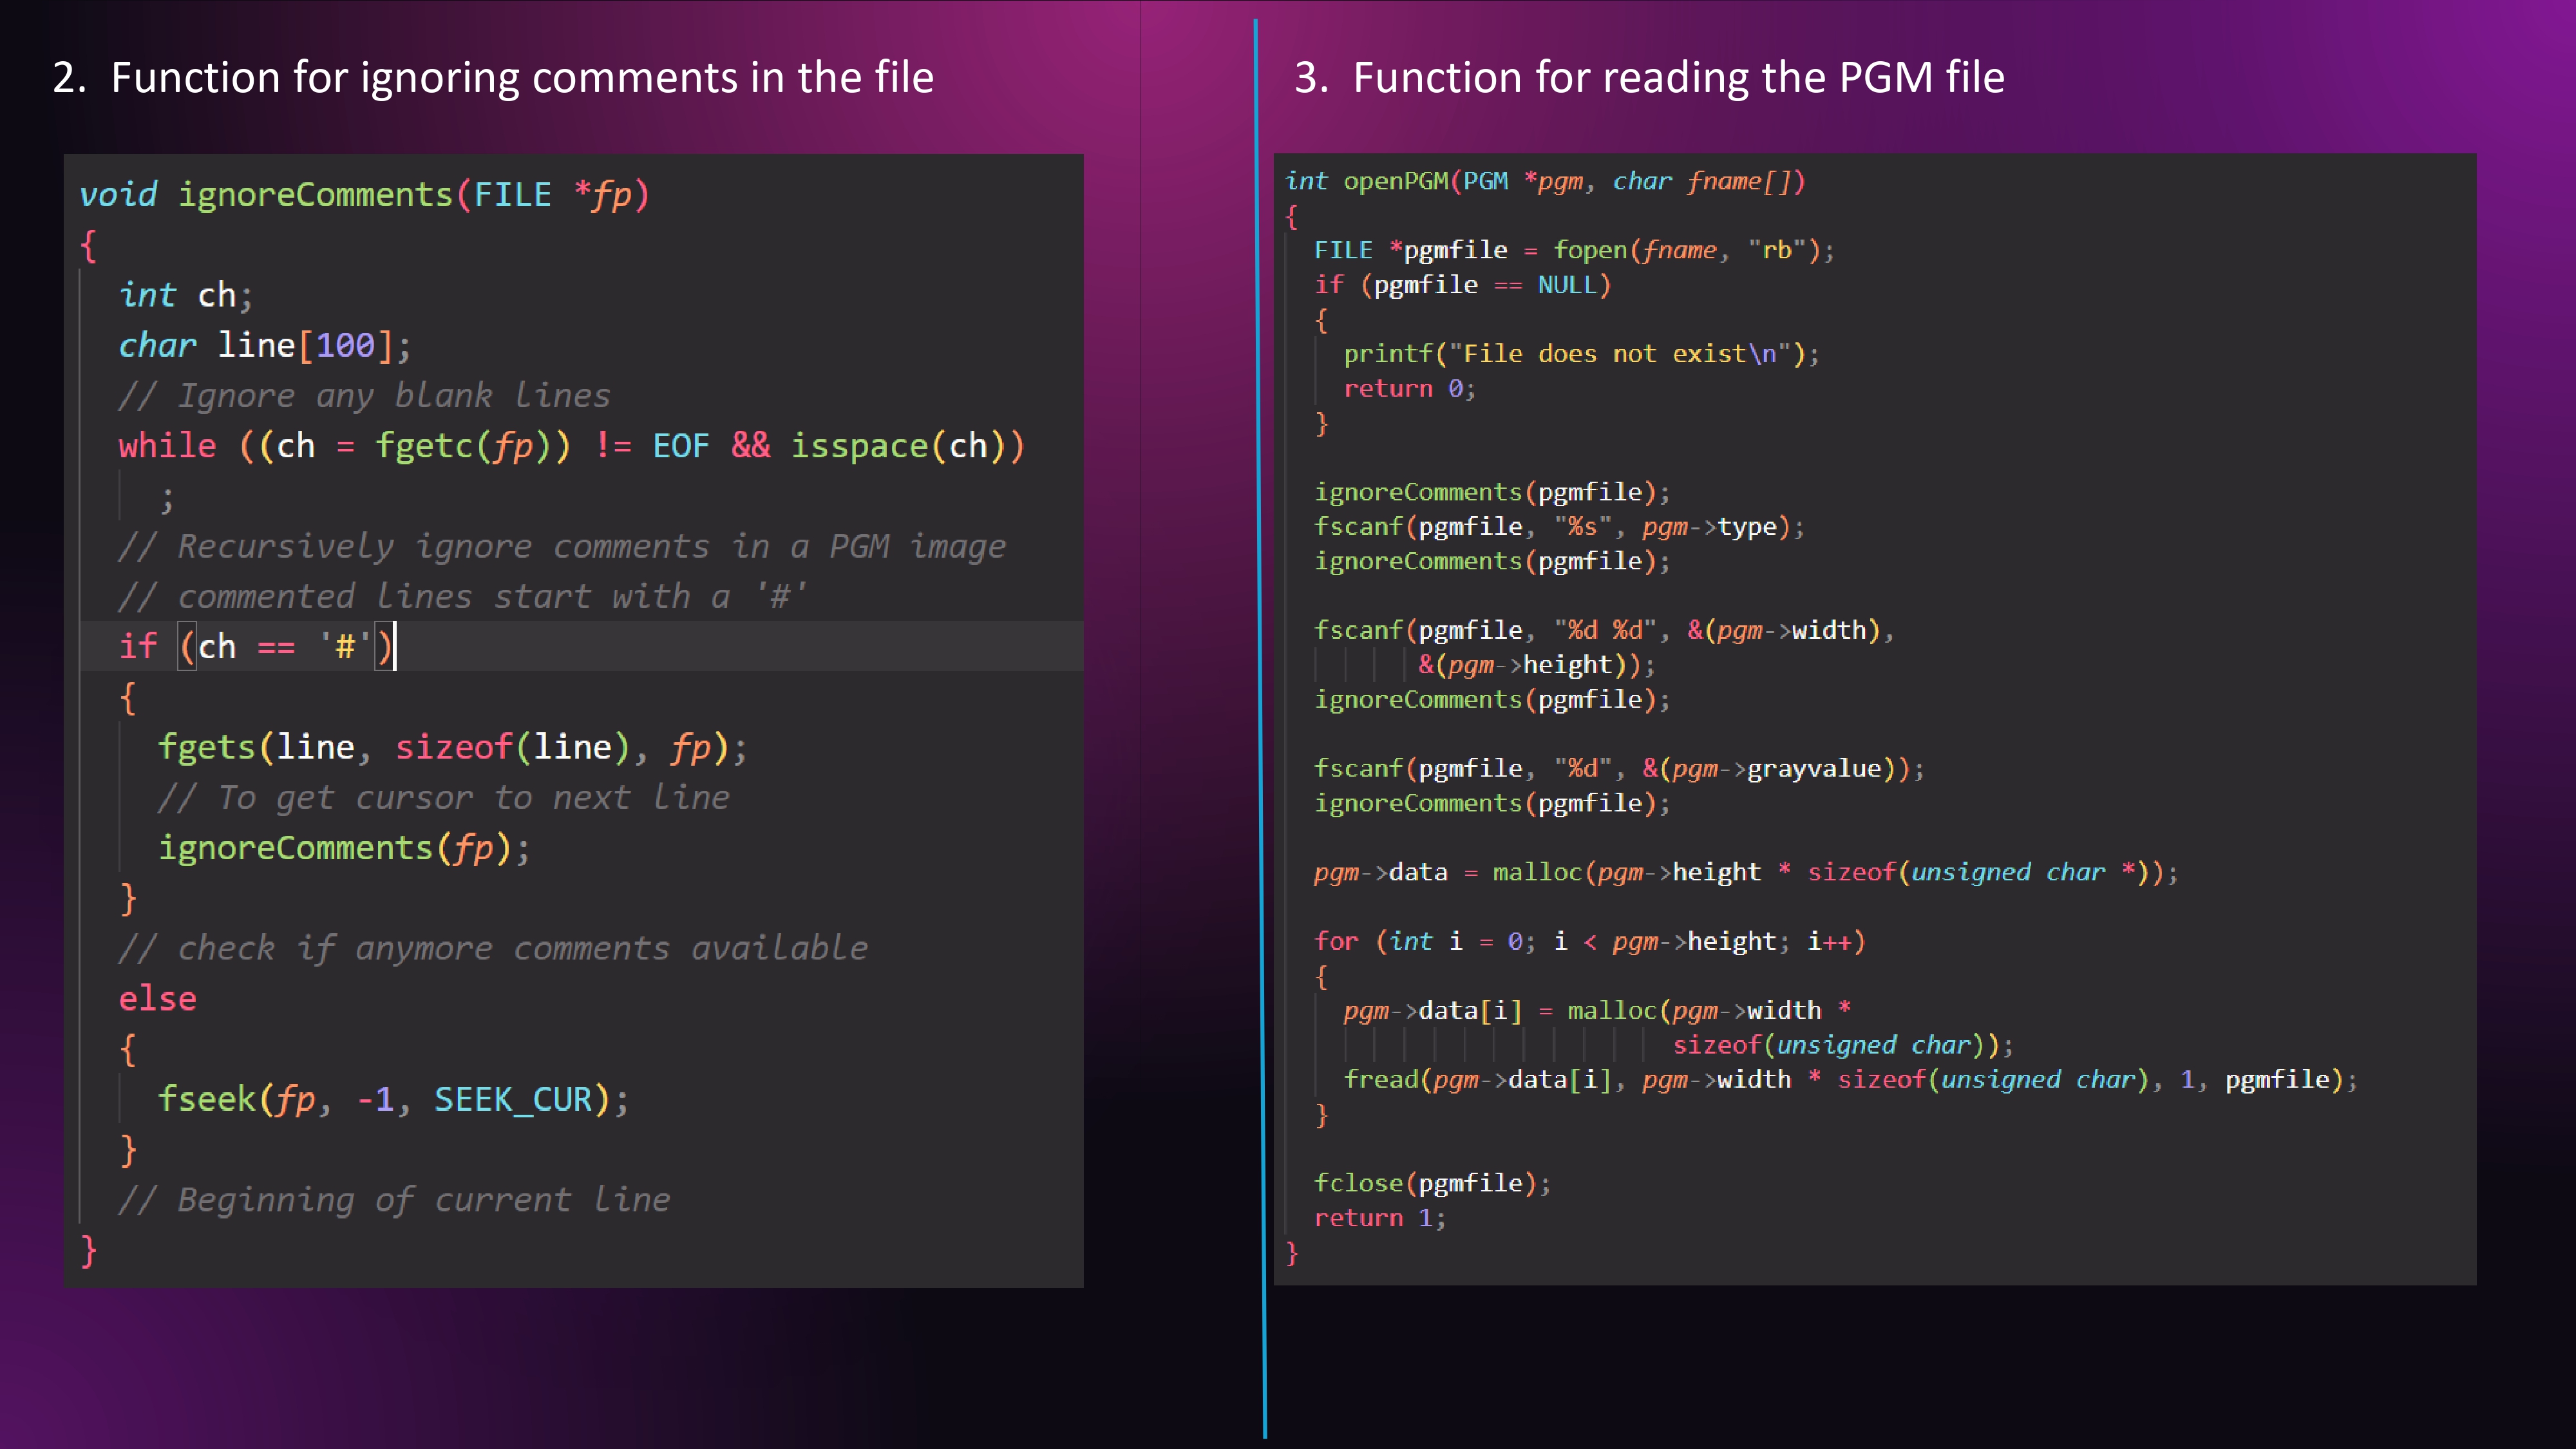 2. Function for ignoring comments in the file
void ignoreComments(FILE *fp)
{
  int ch;
  char line[100];
  // Ignore any blank lines
  while ((ch = fgetc(fp)) != EOF && isspace(ch))
    ;
  // Recursively ignore comments in a PGM image
  // commented lines start with a '#'
  if (ch == '#')
  {
    fgets(line, sizeof(line), fp);
    // To get cursor to next line
    ignoreComments(fp);
  }
  // check if anymore comments available
  else
  {
    fseek(fp, -1, SEEK_CUR);
  }
  // Beginning of current line
}
3. Function for reading the PGM file
int openPGM(PGM *pgm, char fname[])
{
  FILE *pgmfile = fopen(fname, "rb");
  if (pgmfile == NULL)
  {
    printf("File does not exist\n");
    return 0;
  }
  ignoreComments(pgmfile);
  fscanf(pgmfile, "%s", pgm->type);
  ignoreComments(pgmfile);
  fscanf(pgmfile, "%d %d", &(pgm->width),
         &(pgm->height));
  ignoreComments(pgmfile);
  fscanf(pgmfile, "%d", &(pgm->grayvalue));
  ignoreComments(pgmfile);
  pgm->data = malloc(pgm->height * sizeof(unsigned char *));
  for (int i = 0; i < pgm->height; i++)
  {
    pgm->data[i] = malloc(pgm->width *
                          sizeof(unsigned char));
    fread(pgm->data[i], pgm->width * sizeof(unsigned char), 1, pgmfile);
  }
  fclose(pgmfile);
  return 1;
}